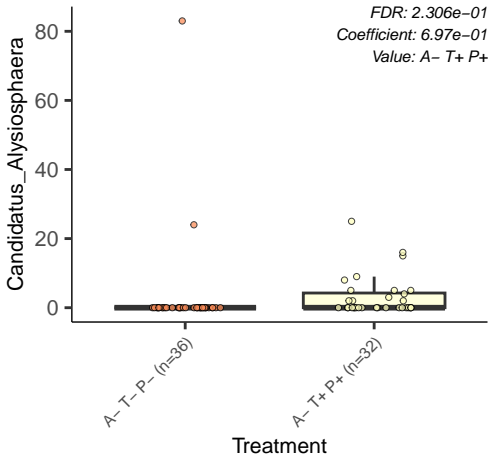 FDR: 2.306e−01
Coefficient: 6.97e−01
Value: A− T+ P+
80
60
40
20
0
Candidatus_Alysiosphaera
A− T− P− (n=36)
A− T+ P+ (n=32)
Treatment